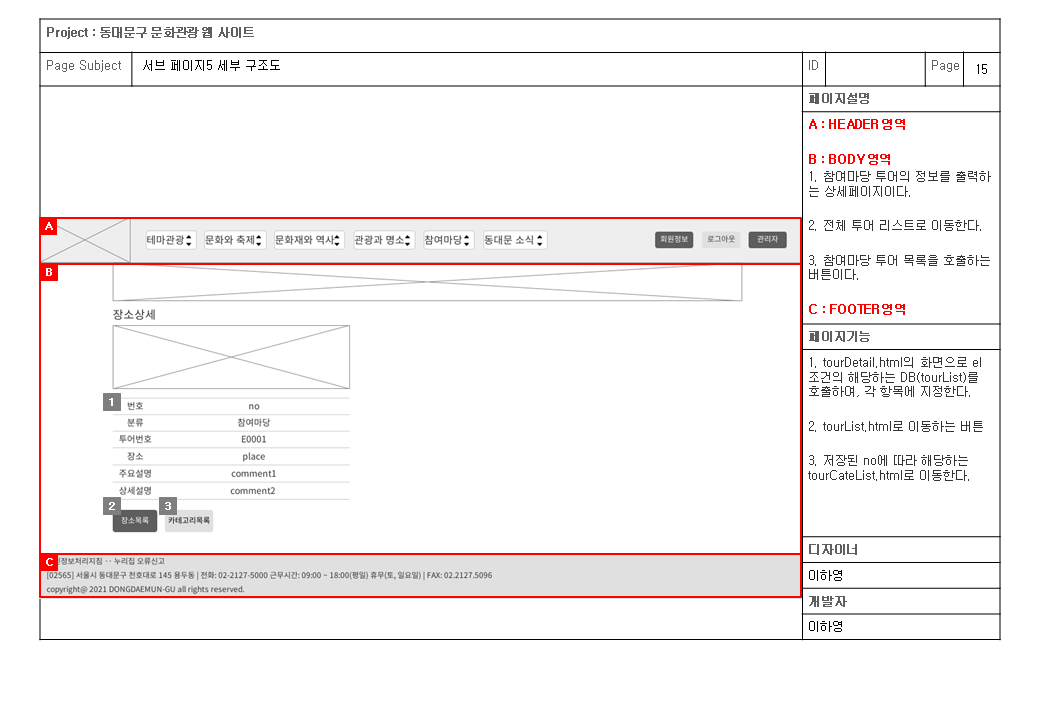 Project : 동대문구 문화관광 웹 사이트
Page Subject 서브 페이지5 세부 구조도 ID Page 15
페이지설명
A : HEADER 영역
B : BODY 영역
1. 참여마당 투어의 정보를 출력하
는 상세페이지이다.
2. 전체 투어 리스트로 이동한다.
3. 참여마당 투어 목록을 호출하는
버튼이다.
C : FOOTER 영역
페이지기능
1. tourDetail.html의 화면으로 el
조건의 해당하는 DB(tourList)를
호출하여, 각 항목에 지정한다.
2. tourList.html로 이동하는 버튼
3. 저장된 no에 따라 해당하는
tourCateList.html로 이동한다.
디자이너
이하영
개발자
이하영
A
테마관광 문화와 축제 문화재와 역사 관광과 명소 참여마당 동대문 소식 회원정보 로그아웃 관리자
B
장소상세
1
번호 no
분류 참여마당
투어번호 E0001
장소 place
주요설명 comment1
상세설명 comment2
2 3
장소목록 카테고리목록
C
인정보처리지침 ‥ 누리집 오류신고
[02565] 서울시 동대문구 천호대로 145 용두동 | 전화: 02-2127-5000 근무시간: 09:00 ~ 18:00(평일) 휴무(토, 일요일) | FAX: 02.2127.5096
copyright@ 2021 DONGDAEMUN-GU all rights reserved.